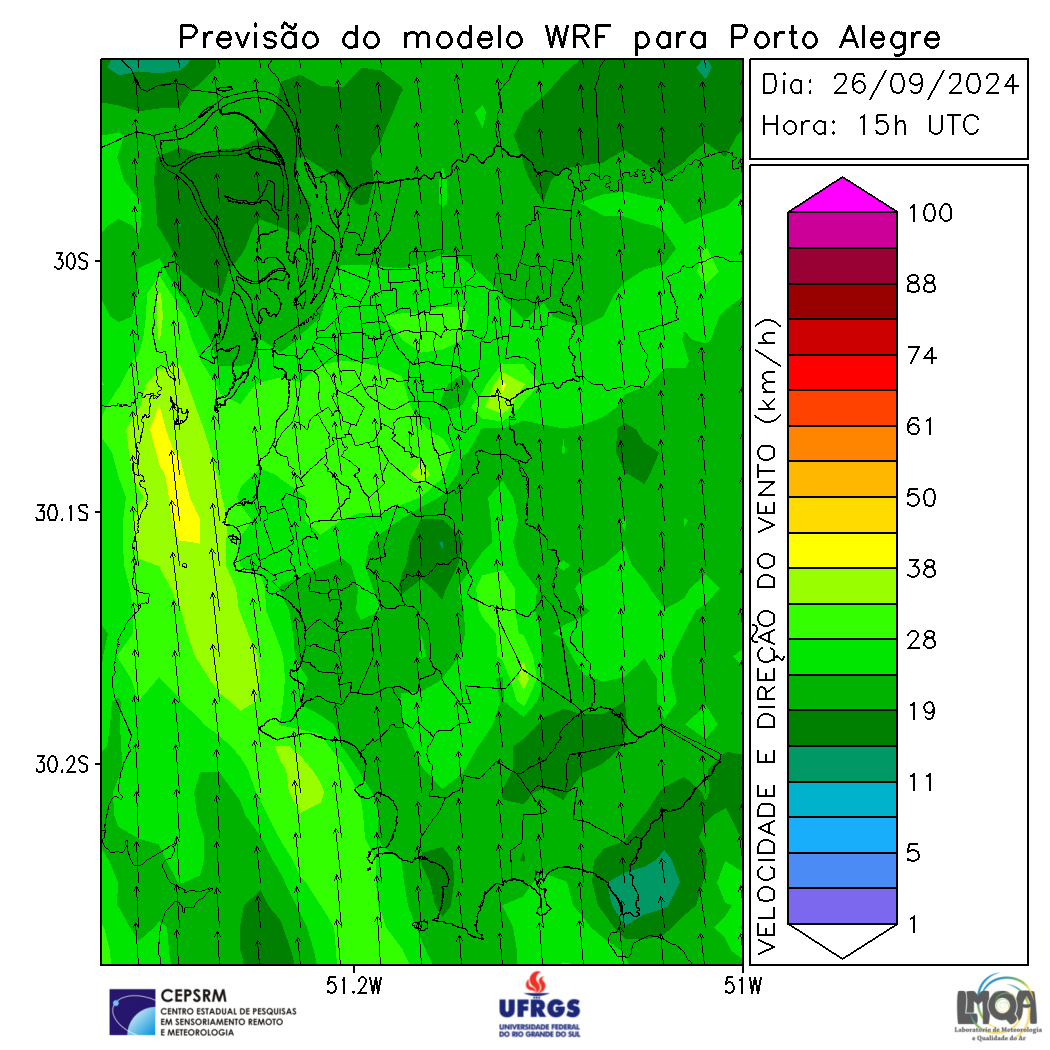 Previsão do modelo WRF para Porto Alegre
Dia: 26/09/2024
Hora: 15h UTC
30S
30.1S
30.2S
51.2W
51W
VELOCIDADE E DIREÇÃO DO VENTO (km/h)
100
88
74
61
50
38
28
19
11
5
1
CEPSRM
CENTRO ESTADUAL DE PESQUISAS
EM SENSORIAMENTO REMOTO
E METEOROLOGIA
UFRGS
UNIVERSIDADE FEDERAL
DO RIO GRANDE DO SUL
LMQA
Laboratório de Meteorologia
e Qualidade do Ar